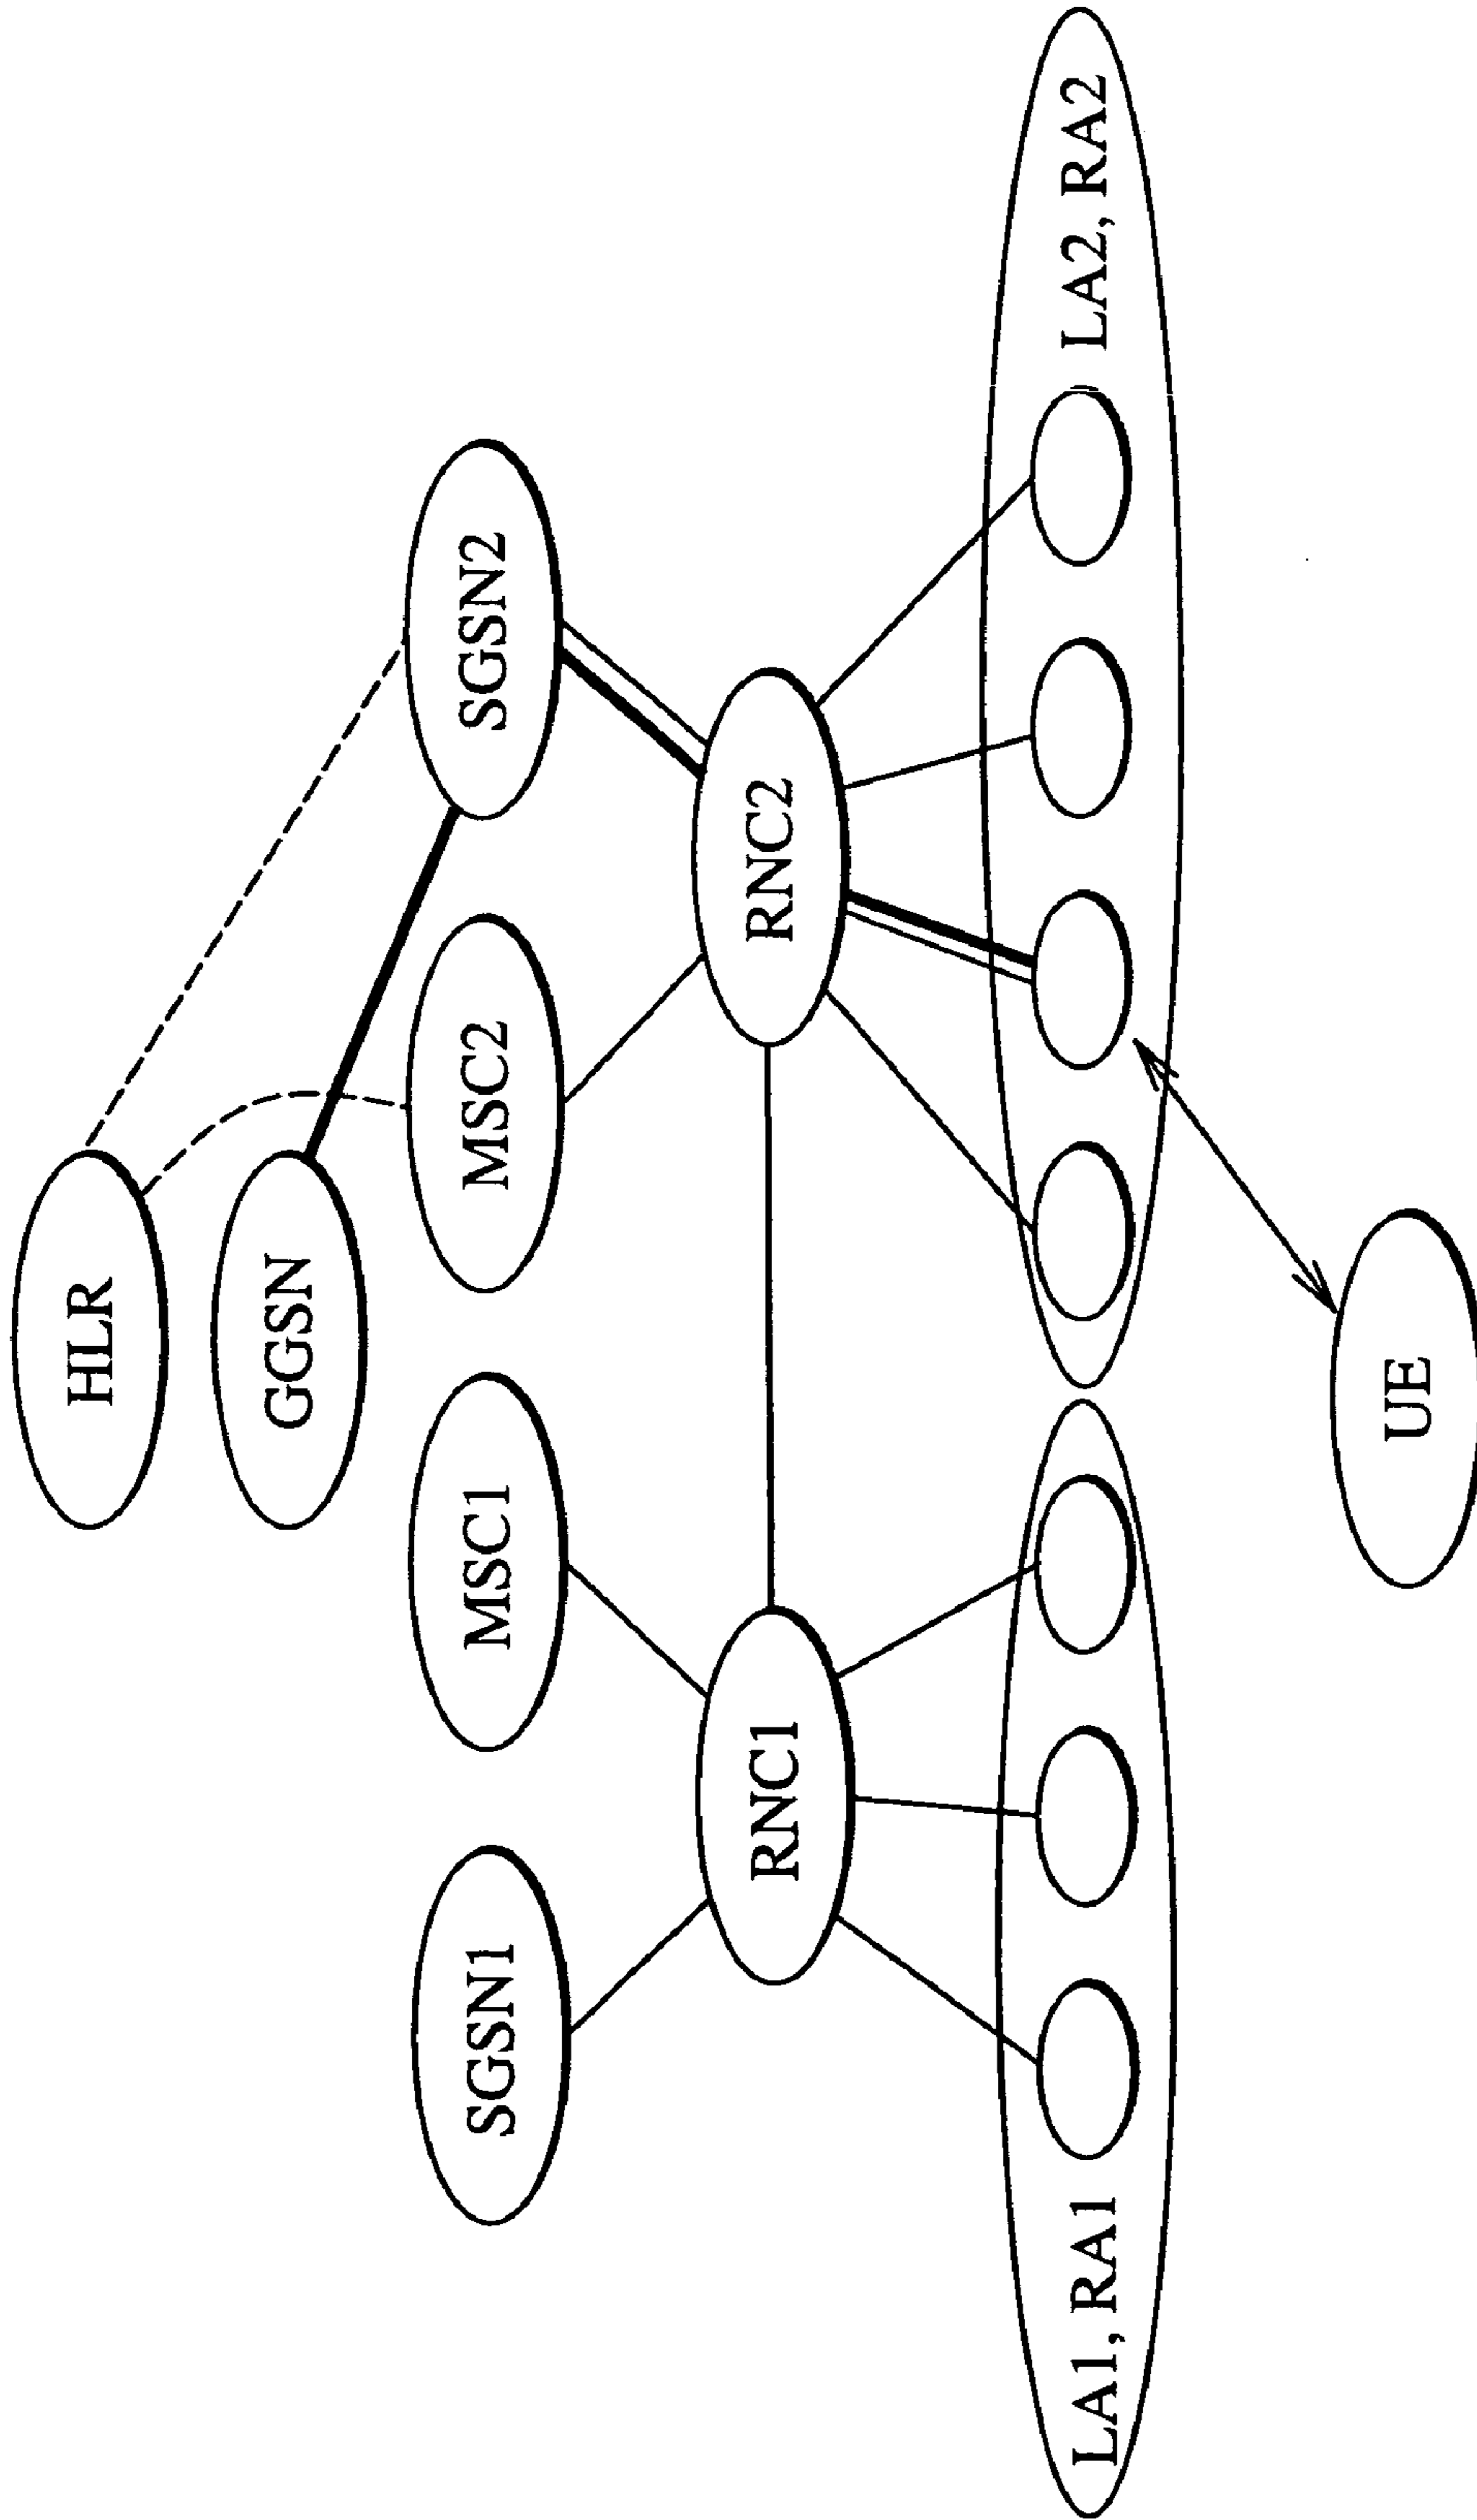 HLR
GGSN
SGSN1
MSC1
MSC2
SGSN2
RNC1
RNC2
LA1, RA1
LA2, RA2
UE